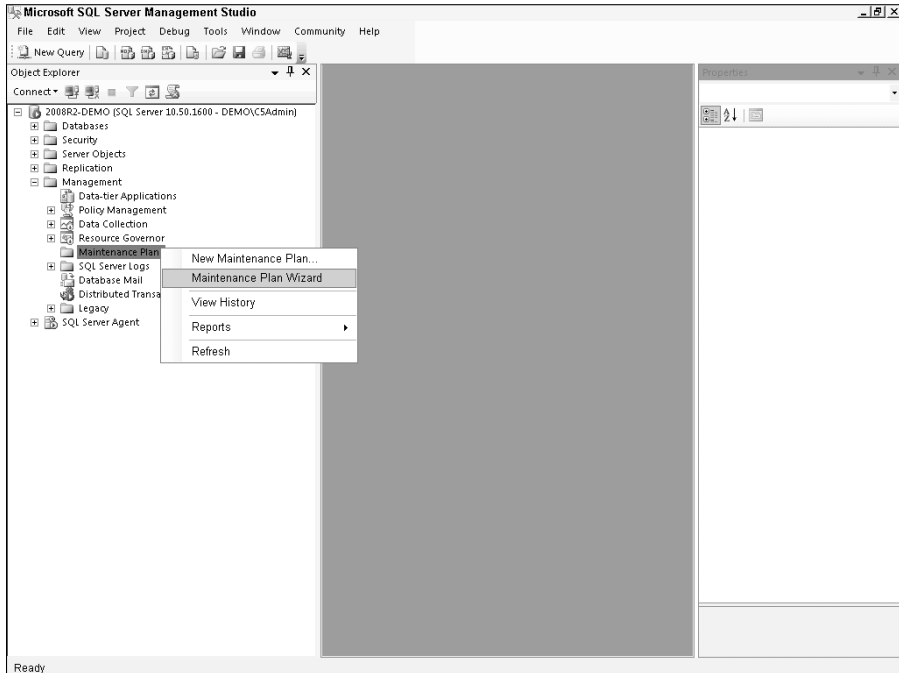 Microsoft SQL Server Management Studio
File Edit View Project Debug Tools Window Community Help
New Query
Object Explorer
Properties
Connect
2008R2-DEMO (SQL Server 10.50.1600 - DEMO\CSAdmin)
Databases
Security
Server Objects
Replication
Management
Data-tier Applications
Policy Management
Data Collection
Resource Governor
Maintenance Plan
SQL Server Logs
Database Mail
Distributed Transa
Legacy
SQL Server Agent
New Maintenance Plan...
Maintenance Plan Wizard
View History
Reports
Refresh
Ready